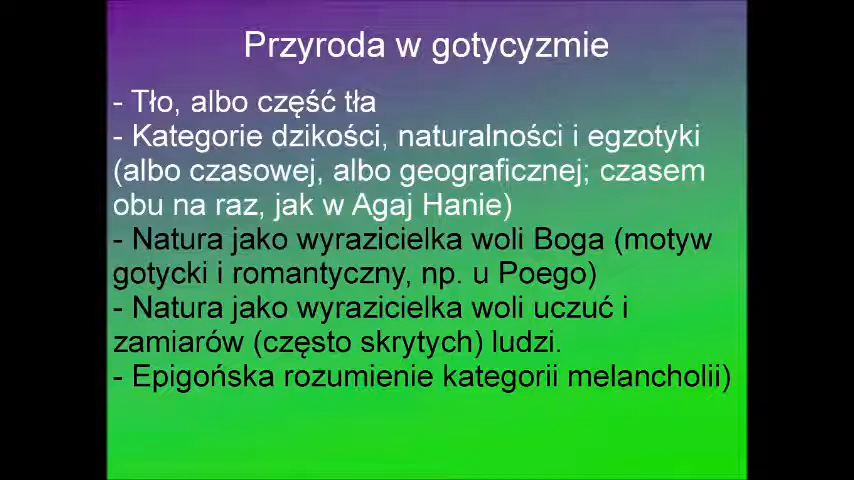 Przyroda w gotycyzmie
- Tło, albo część tła
- Kategorie dzikości, naturalności i egzotyki
(albo czasowej, albo geograficznej; czasem
obu na raz, jak w Agaj Hanie)
- Natura jako wyrazicielka woli Boga (motyw
gotycki i romantyczny, np. u Poego)
- Natura jako wyrazicielka woli uczuć i
zamiarów (często skrytych) ludzi.
- Epigońska rozumienie kategorii melancholii)